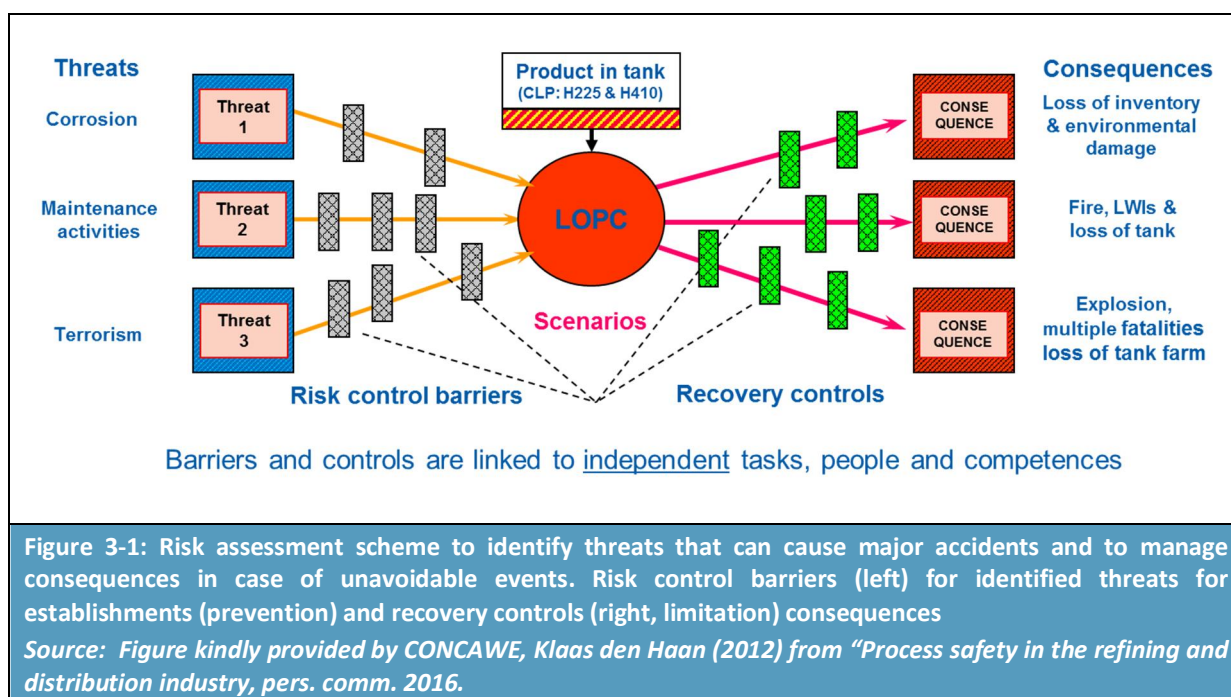 Threats
Product in tank
(CLP: H225 & H410)
Consequences
Corrosion
Threat
1
CONSE
QUENCE
Loss of inventory
& environmental
damage
Maintenance
activities
Threat
2
LOPC
CONSE
QUENCE
Fire, LWIs &
loss of tank
Terrorism
Threat
3
Scenarios
CONSE
QUENCE
Explosion,
multiple fatalities
loss of tank farm
Risk control barriers
Recovery controls
Barriers and controls are linked to independent tasks, people and competences
Figure 3-1: Risk assessment scheme to identify threats that can cause major accidents and to manage
consequences in case of unavoidable events. Risk control barriers (left) for identified threats for
establishments (prevention) and recovery controls (right, limitation) consequences
Source: Figure kindly provided by CONCAWE, Klaas den Haan (2012) from “Process safety in the refining and
distribution industry, pers. comm. 2016.